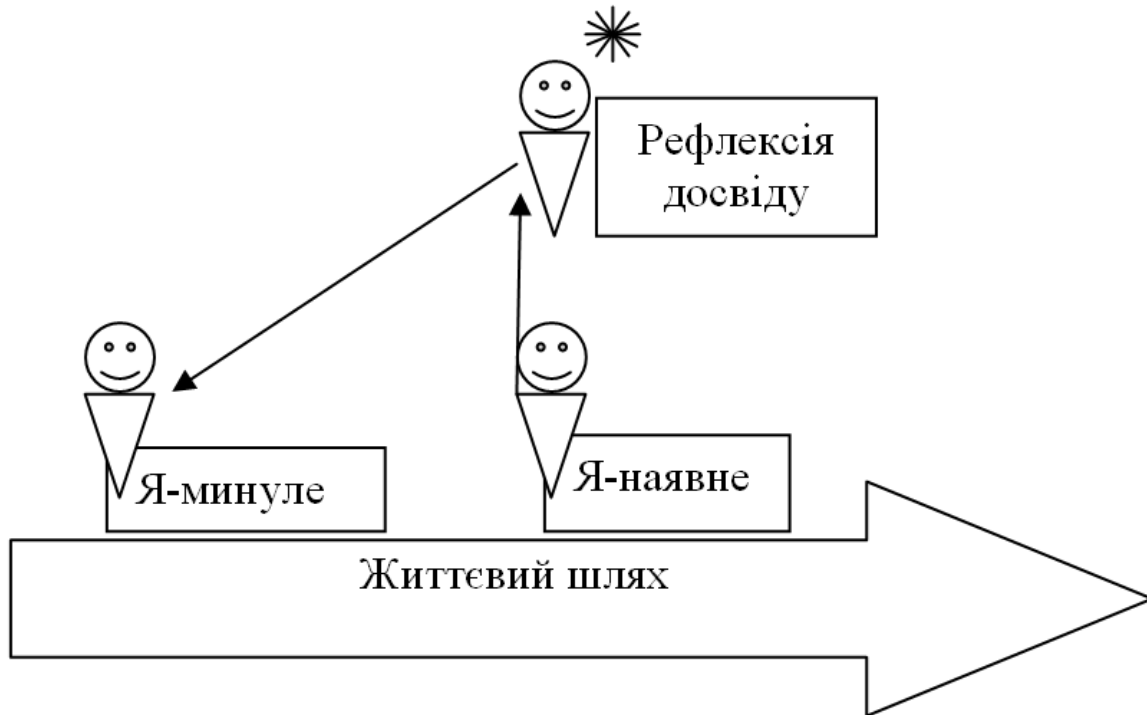 Рефлексія
досвіду
Я-минуле
Я-наявне
Життєвий шлях